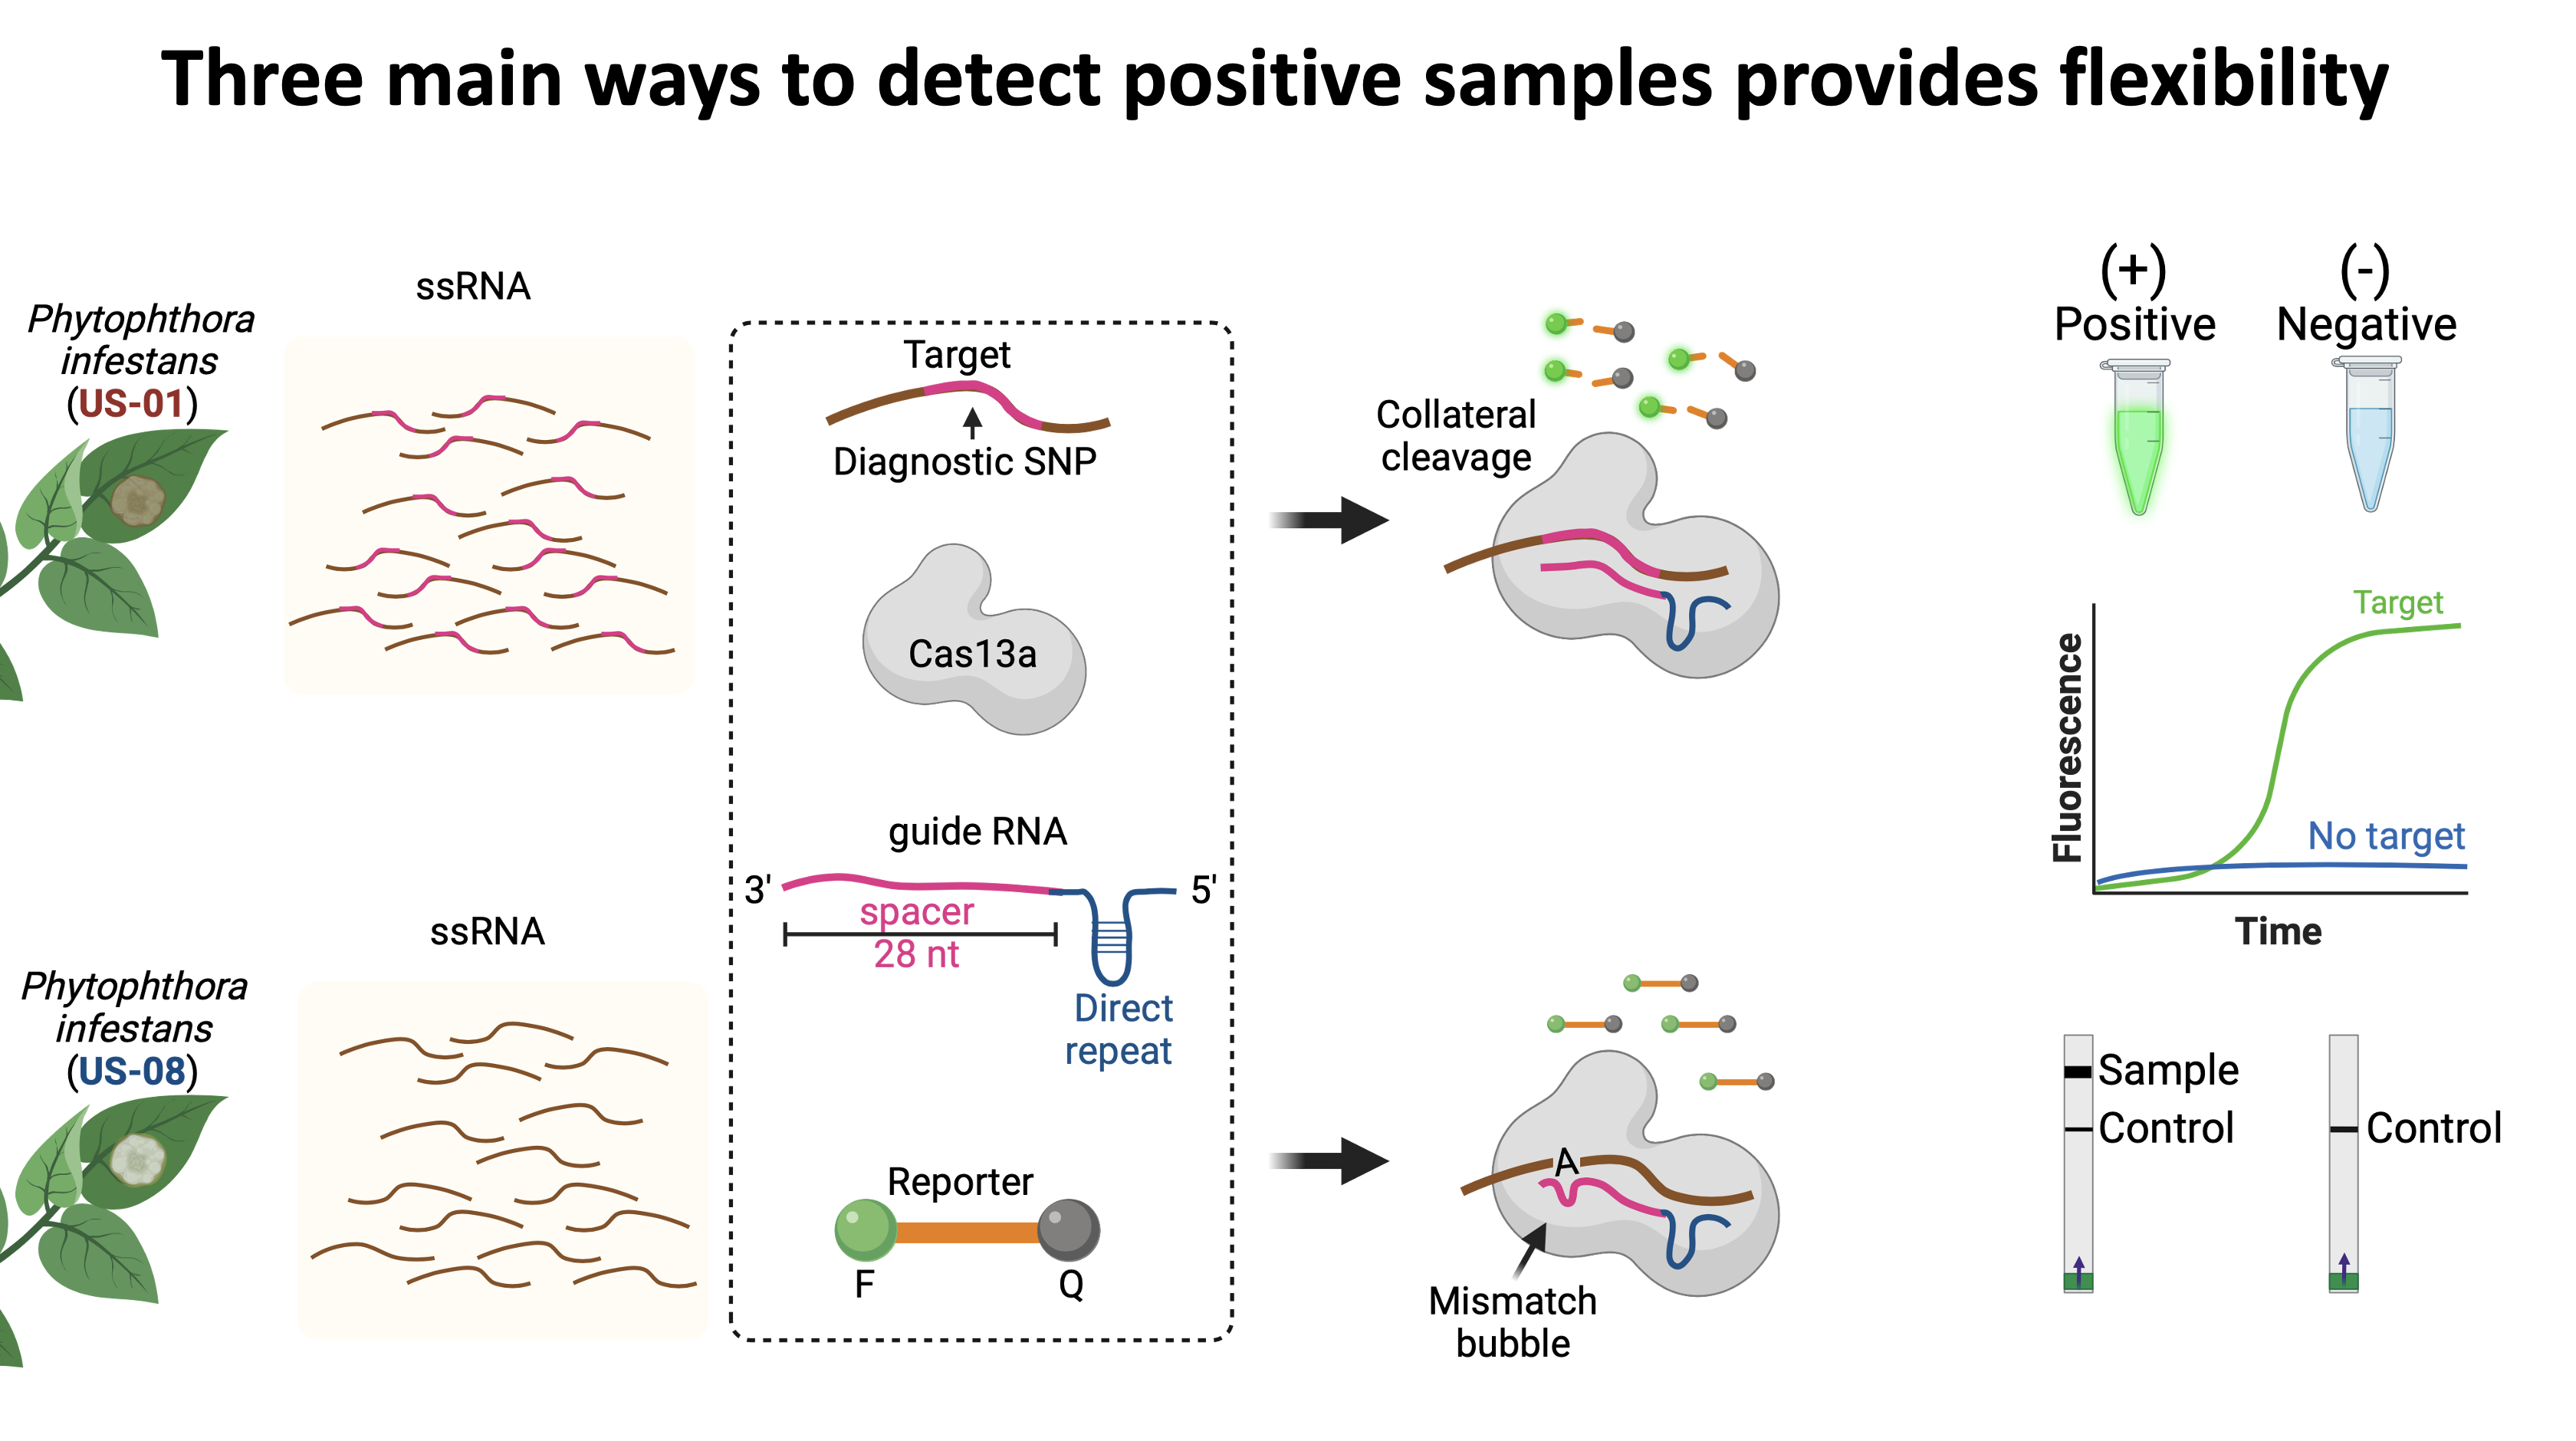 Three main ways to detect positive samples provides flexibility
Phytophthora
infestans
(US-01)
ssRNA
Target
Diagnostic SNP
Cas13a
guide RNA
3'
5'
spacer
28 nt
Direct
repeat
Reporter
F
Q
Phytophthora
infestans
(US-08)
ssRNA
Collateral
cleavage
A
Mismatch
bubble
(+)
Positive
(-)
Negative
Target
No target
Fluorescence
Time
Sample
Control
Control